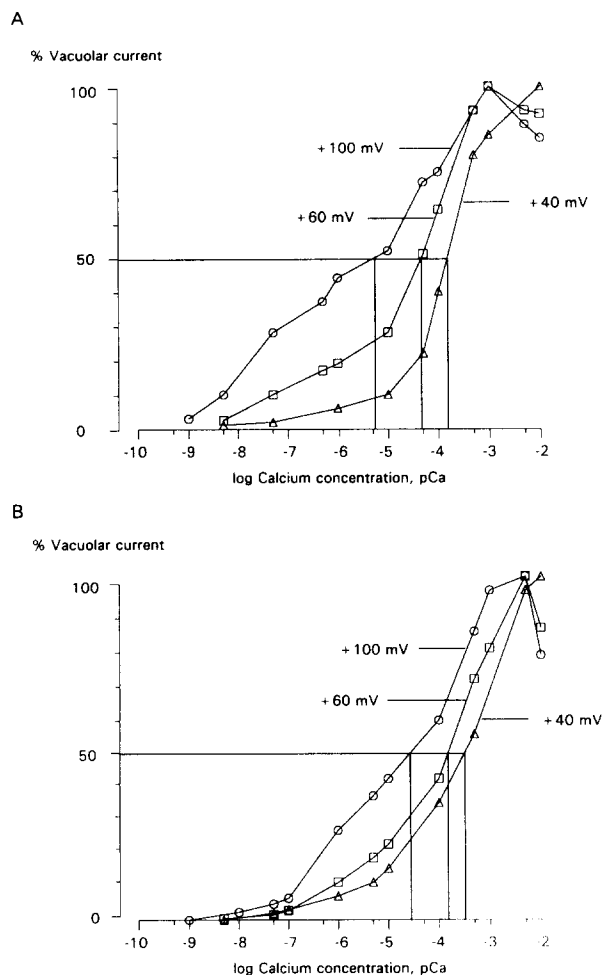 A
% Vacuolar current
100
+ 100 mV
+ 60 mV
+ 40 mV
50
0
-10 -9 -8 -7 -6 -5 -4 -3 -2
log Calcium concentration, pCa
B
% Vacuolar current
100
+ 100 mV
+ 60 mV
+ 40 mV
50
0
-10 -9 -8 -7 -6 -5 -4 -3 -2
log Calcium concentration, pCa